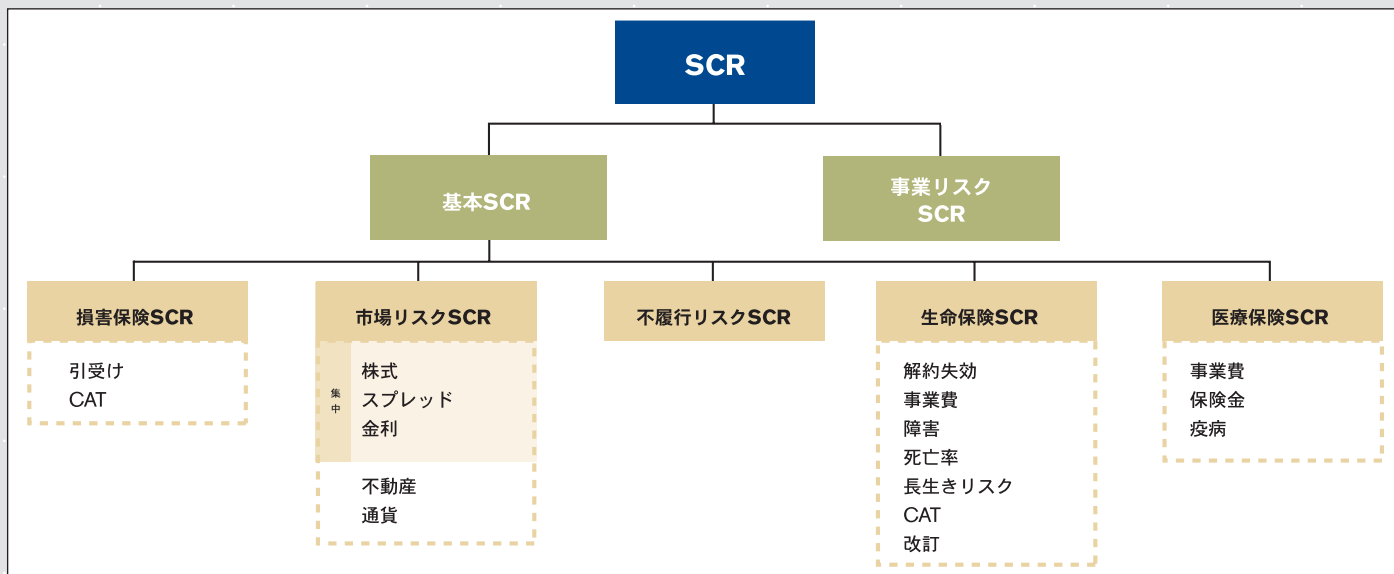 SCR
基本SCR
事業リスク
SCR
損害保険SCR
引受け
CAT
市場リスクSCR
集中
株式
スプレッド
金利
不動産
通貨
不履行リスクSCR
生命保険SCR
解約失効
事業費
障害
死亡率
長生きリスク
CAT
改訂
医療保険SCR
事業費
保険金
疫病